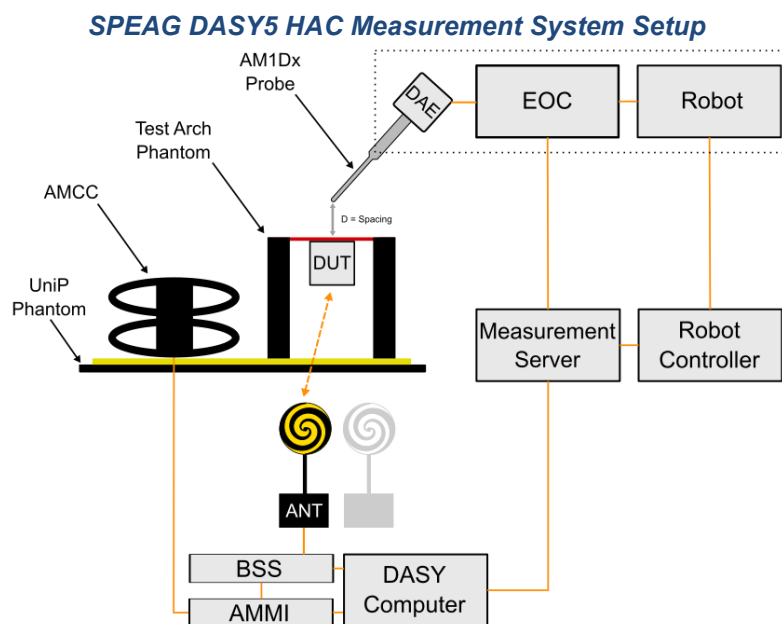 SPEAG DASY5 HAC Measurement System Setup
AM1Dx
Probe
DAE
EOC
Robot
Test Arch
Phantom
AMCC
D = Spacing
DUT
UniP
Phantom
Measurement
Server
Robot
Controller
ANT
BSS
DASY
Computer
AMMI